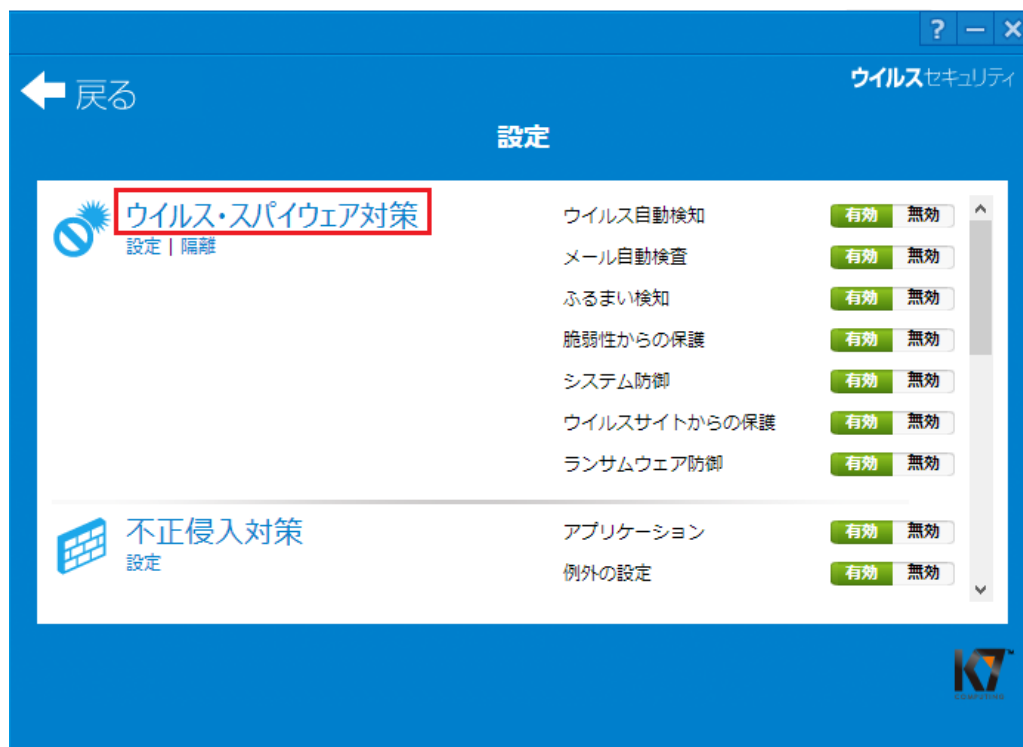 ? － ×
戻る
ウイルスセキュリティ
設定
ウイルス・スパイウェア対策
設定 | 隔離
ウイルス自動検知 有効 無効
メール自動検査 有効 無効
ふるまい検知 有効 無効
脆弱性からの保護 有効 無効
システム防御 有効 無効
ウイルスサイトからの保護 有効 無効
ランサムウェア防御 有効 無効
不正侵入対策
設定
アプリケーション 有効 無効
例外の設定 有効 無効
K7
COMPUTING